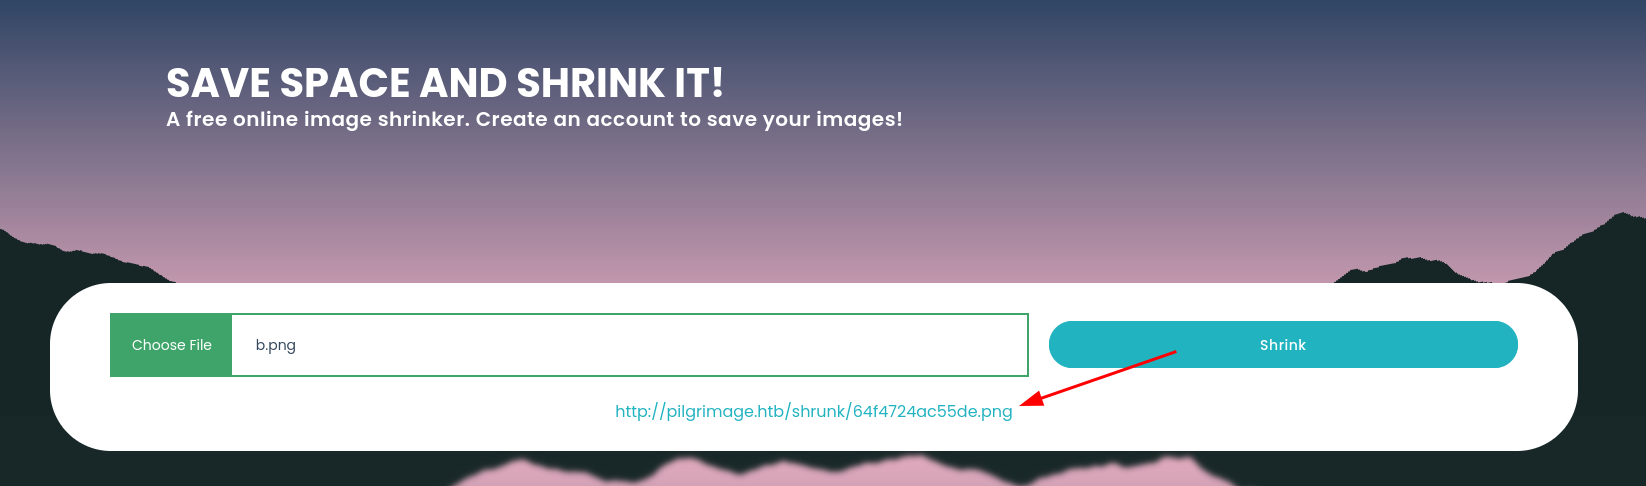 SAVE SPACE AND SHRINK IT!
A free online image shrinker. Create an account to save your images!
Choose File b.png Shrink
http://pilgrimage.htb/shrunk/64f4724ac55de.png